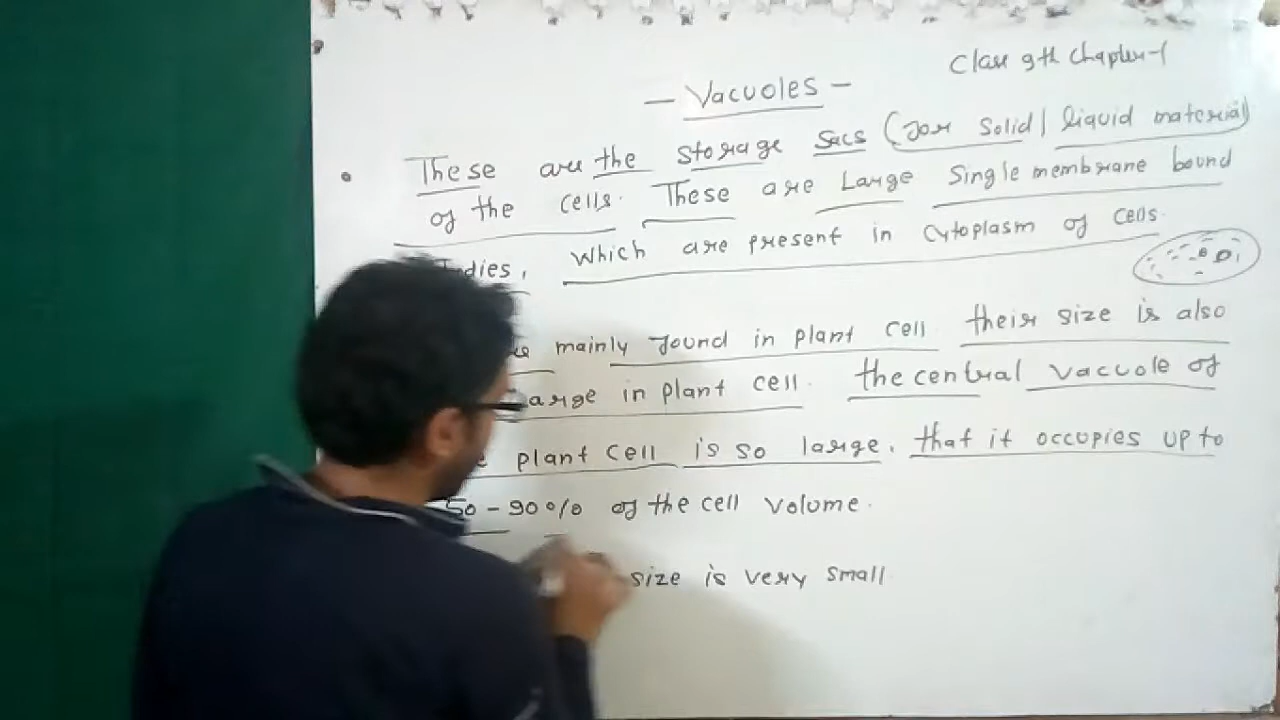 Class 9th Chapter-1
- Vacuoles -
• These are the storage sacs (for solid/liquid material)
of the cells. These are Large Single membrane bound
dies, which are present in cytoplasm of cells.
mainly found in plant cell their size is also
arge in plant cell. the central vacuole of
plant cell is so large, that it occupies up to
50-90% of the cell volume.
size is very small